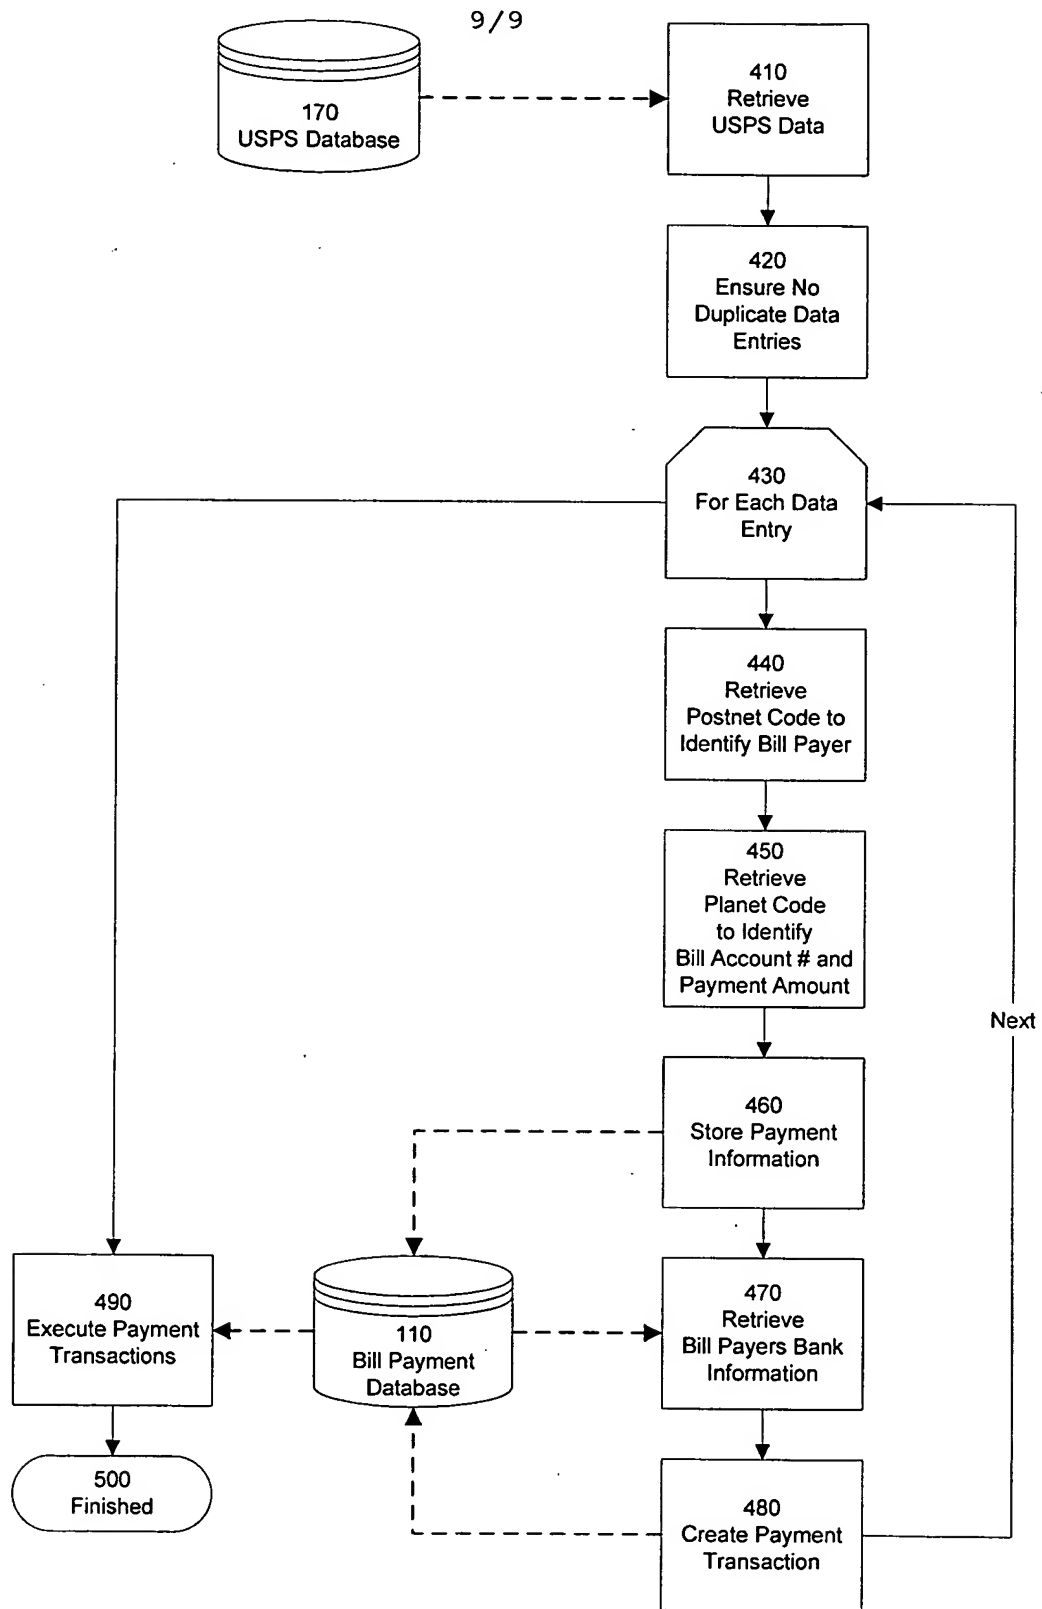 9/9
170
USPS Database
410
Retrieve
USPS Data
420
Ensure No
Duplicate Data
Entries
430
For Each Data
Entry
440
Retrieve
Postnet Code to
Identify Bill Payer
450
Retrieve
Planet Code
to Identify
Bill Account # and
Payment Amount
Next
460
Store Payment
Information
490
Execute Payment
Transactions
110
Bill Payment
Database
470
Retrieve
Bill Payers Bank
Information
500
Finished
480
Create Payment
Transaction